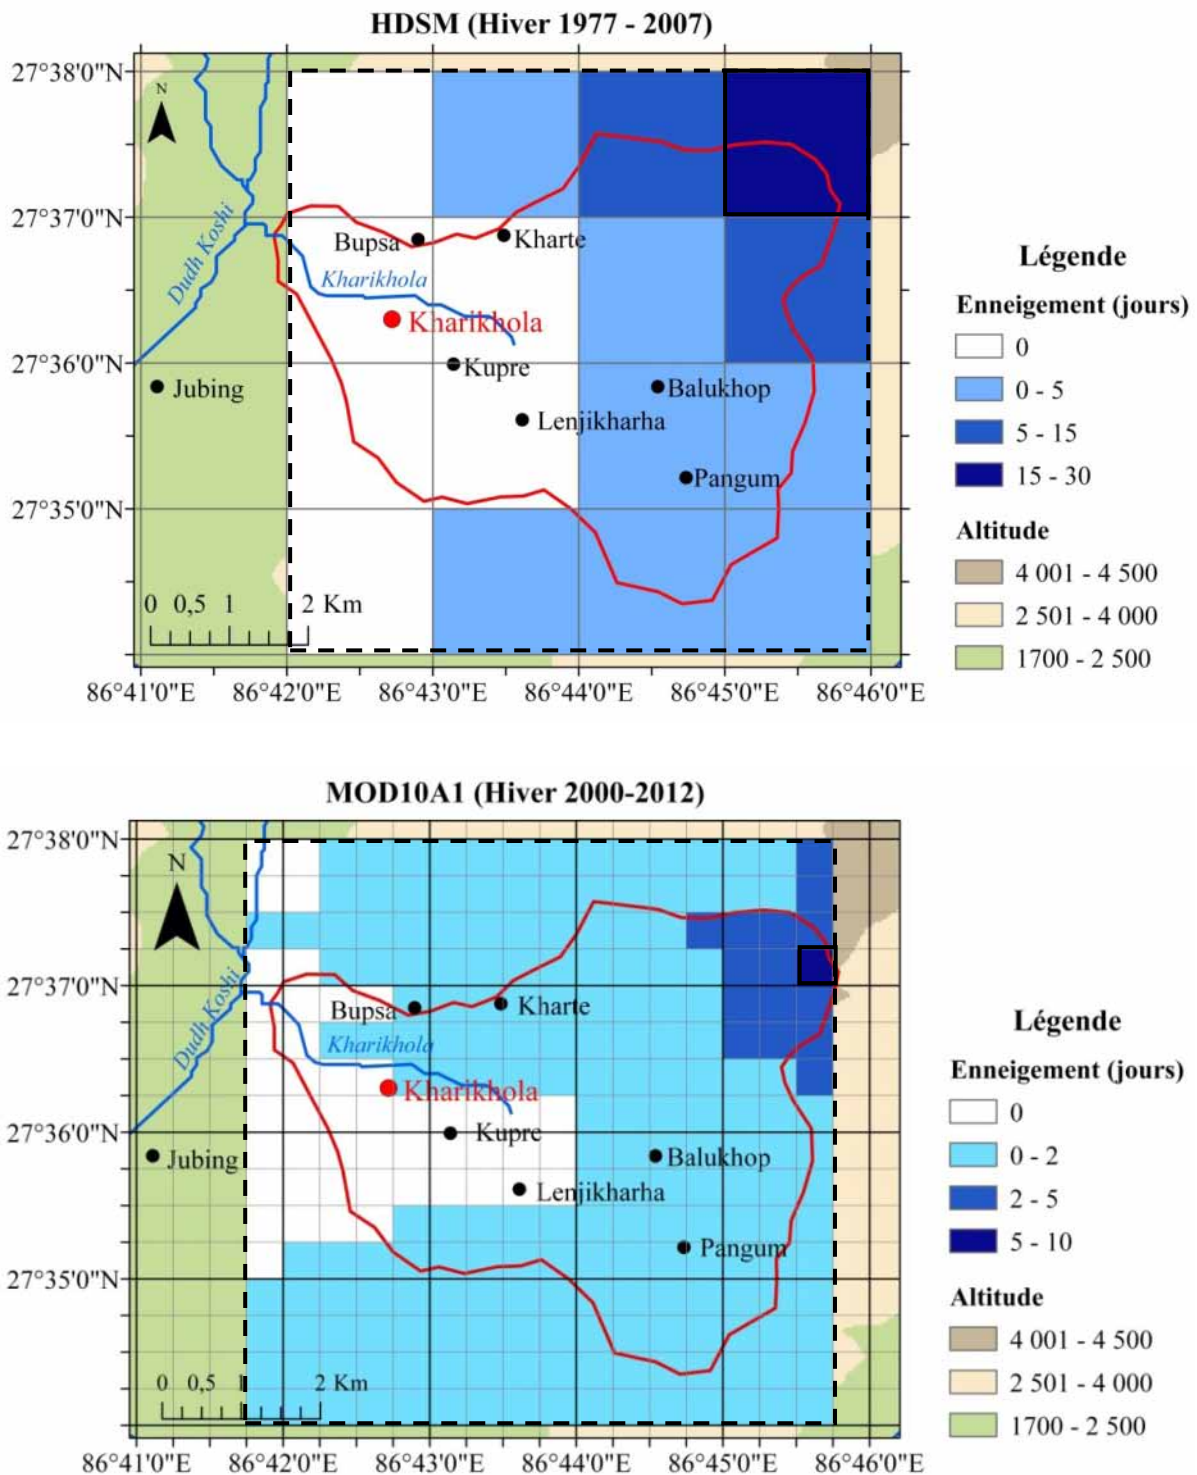 HDSM (Hiver 1977 - 2007)
27°38'0"N
N
27°37'0"N
Dudh Koshi
Bupsa
Kharte
Kharikhola
Kharikhola
27°36'0"N
Kupre
Jubing
Balukhop
Lenjikharha
Pangum
27°35'0"N
0 0,5 1 2 Km
86°41'0"E 86°42'0"E 86°43'0"E 86°44'0"E 86°45'0"E 86°46'0"E
Légende
Enneigement (jours)
0
0 - 5
5 - 15
15 - 30
Altitude
4 001 - 4 500
2 501 - 4 000
1700 - 2 500
MOD10A1 (Hiver 2000-2012)
27°38'0"N
N
27°37'0"N
Dudh Koshi
Bupsa
Kharte
Kharikhola
Kharikhola
27°36'0"N
Kupre
Jubing
Balukhop
Lenjikharha
Pangum
27°35'0"N
0 0,5 1 2 Km
86°41'0"E 86°42'0"E 86°43'0"E 86°44'0"E 86°45'0"E 86°46'0"E
Légende
Enneigement (jours)
0
0 - 2
2 - 5
5 - 10
Altitude
4 001 - 4 500
2 501 - 4 000
1700 - 2 500